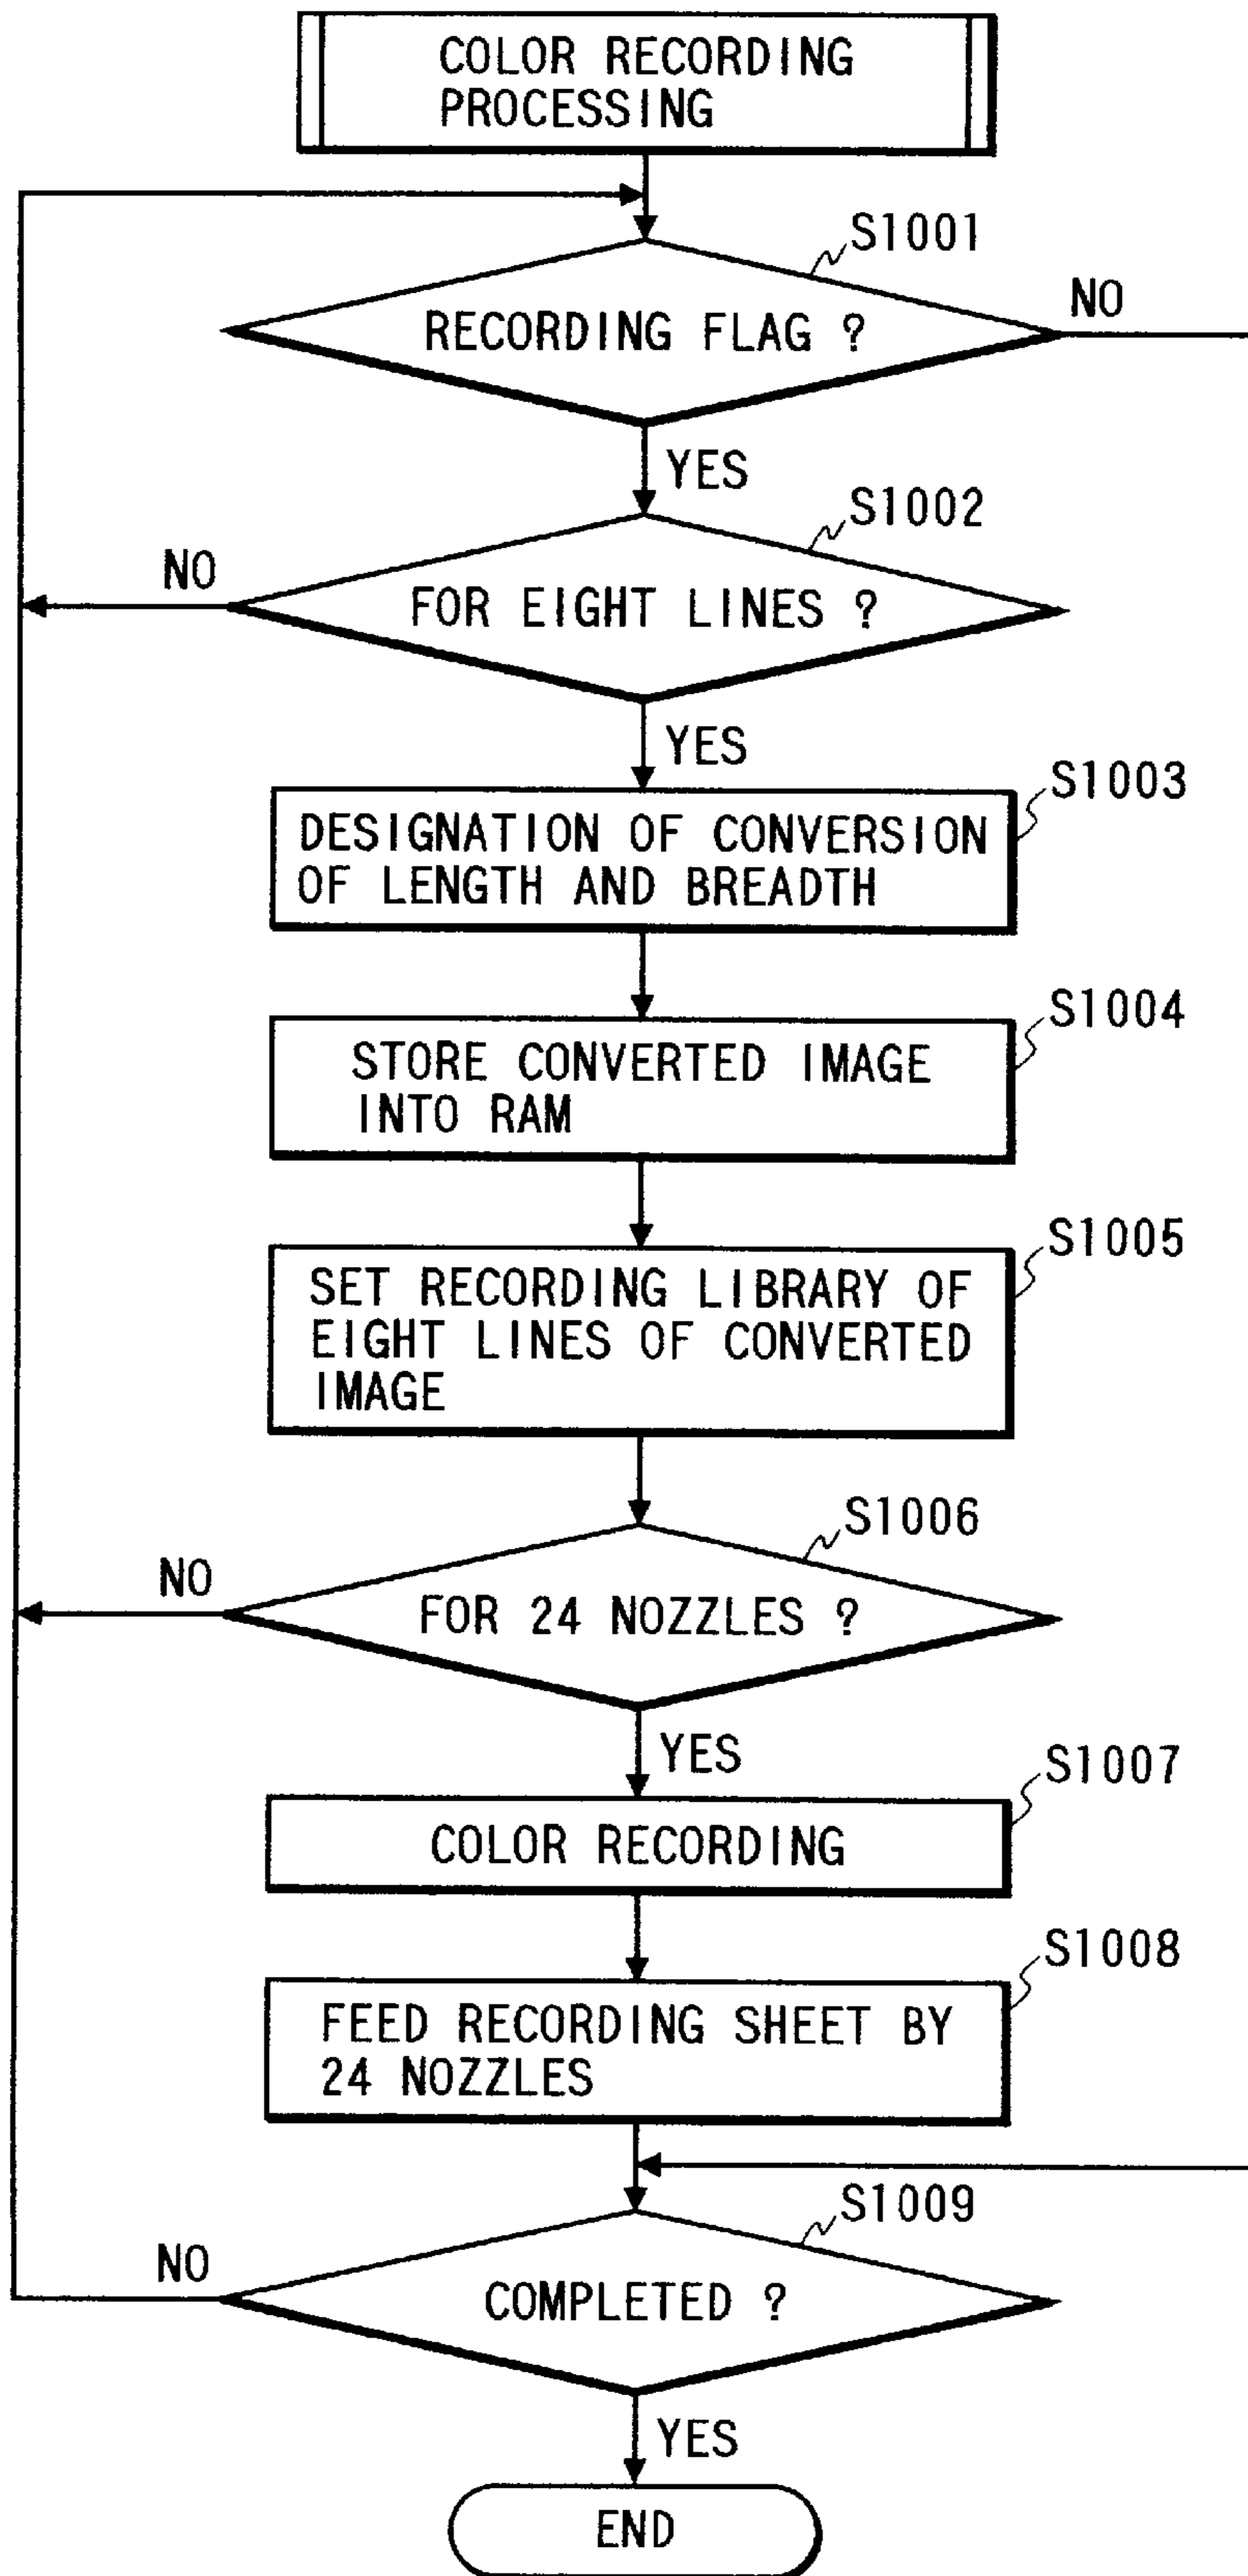 COLOR RECORDING
PROCESSING
S1001
RECORDING FLAG ?
NO
YES
S1002
NO
FOR EIGHT LINES ?
YES
S1003
DESIGNATION OF CONVERSION
OF LENGTH AND BREADTH
S1004
STORE CONVERTED IMAGE
INTO RAM
S1005
SET RECORDING LIBRARY OF
EIGHT LINES OF CONVERTED
IMAGE
S1006
NO
FOR 24 NOZZLES ?
YES
S1007
COLOR RECORDING
S1008
FEED RECORDING SHEET BY
24 NOZZLES
S1009
NO
COMPLETED ?
YES
END